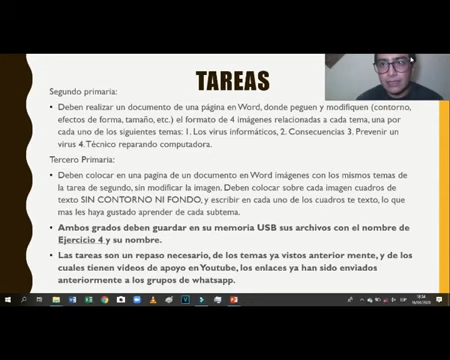 TAREAS
Segundo primaria:
• Deben realizar un documento de una página en Word, donde peguen y modifiquen (contorno,
efectos de forma, tamaño, etc.) el formato de 4 imágenes relacionadas a cada tema, una por
cada uno de los siguientes temas: 1. Los virus informáticos, 2. Consecuencias 3. Prevenir un
virus 4. Técnico reparando computadora.
Tercero Primaria:
• Deben colocar en una pagina de un documento en Word imágenes con los mismos temas de
la tarea de segundo, sin modificar la imagen. Deben colocar sobre cada imagen cuadros de
texto SIN CONTORNO NI FONDO, y escribir en cada uno de los cuadros te texto, lo que
mas les haya gustado aprender de cada subtema.
• Ambos grados deben guardar en su memoria USB sus archivos con el nombre de
Ejercicio 4 y su nombre.
• Las tareas son un repaso necesario, de los temas ya vistos anterior mente, y de los
cuales tienen videos de apoyo en Youtube, los enlaces ya han sido enviados
anteriormente a los grupos de whatsapp.